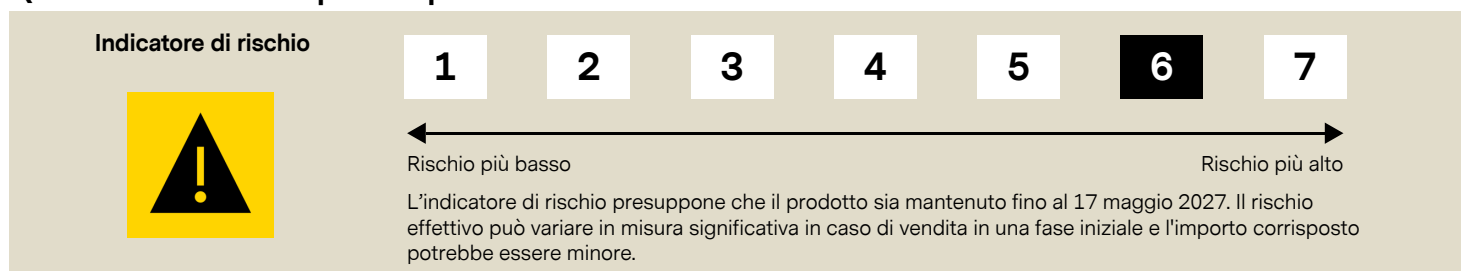 Indicatore di rischio
1 2 3 4 5 6 7
Rischio più basso Rischio più alto
L'indicatore di rischio presuppone che il prodotto sia mantenuto fino al 17 maggio 2027. Il rischio
effettivo può variare in misura significativa in caso di vendita in una fase iniziale e l'importo corrisposto
potrebbe essere minore.